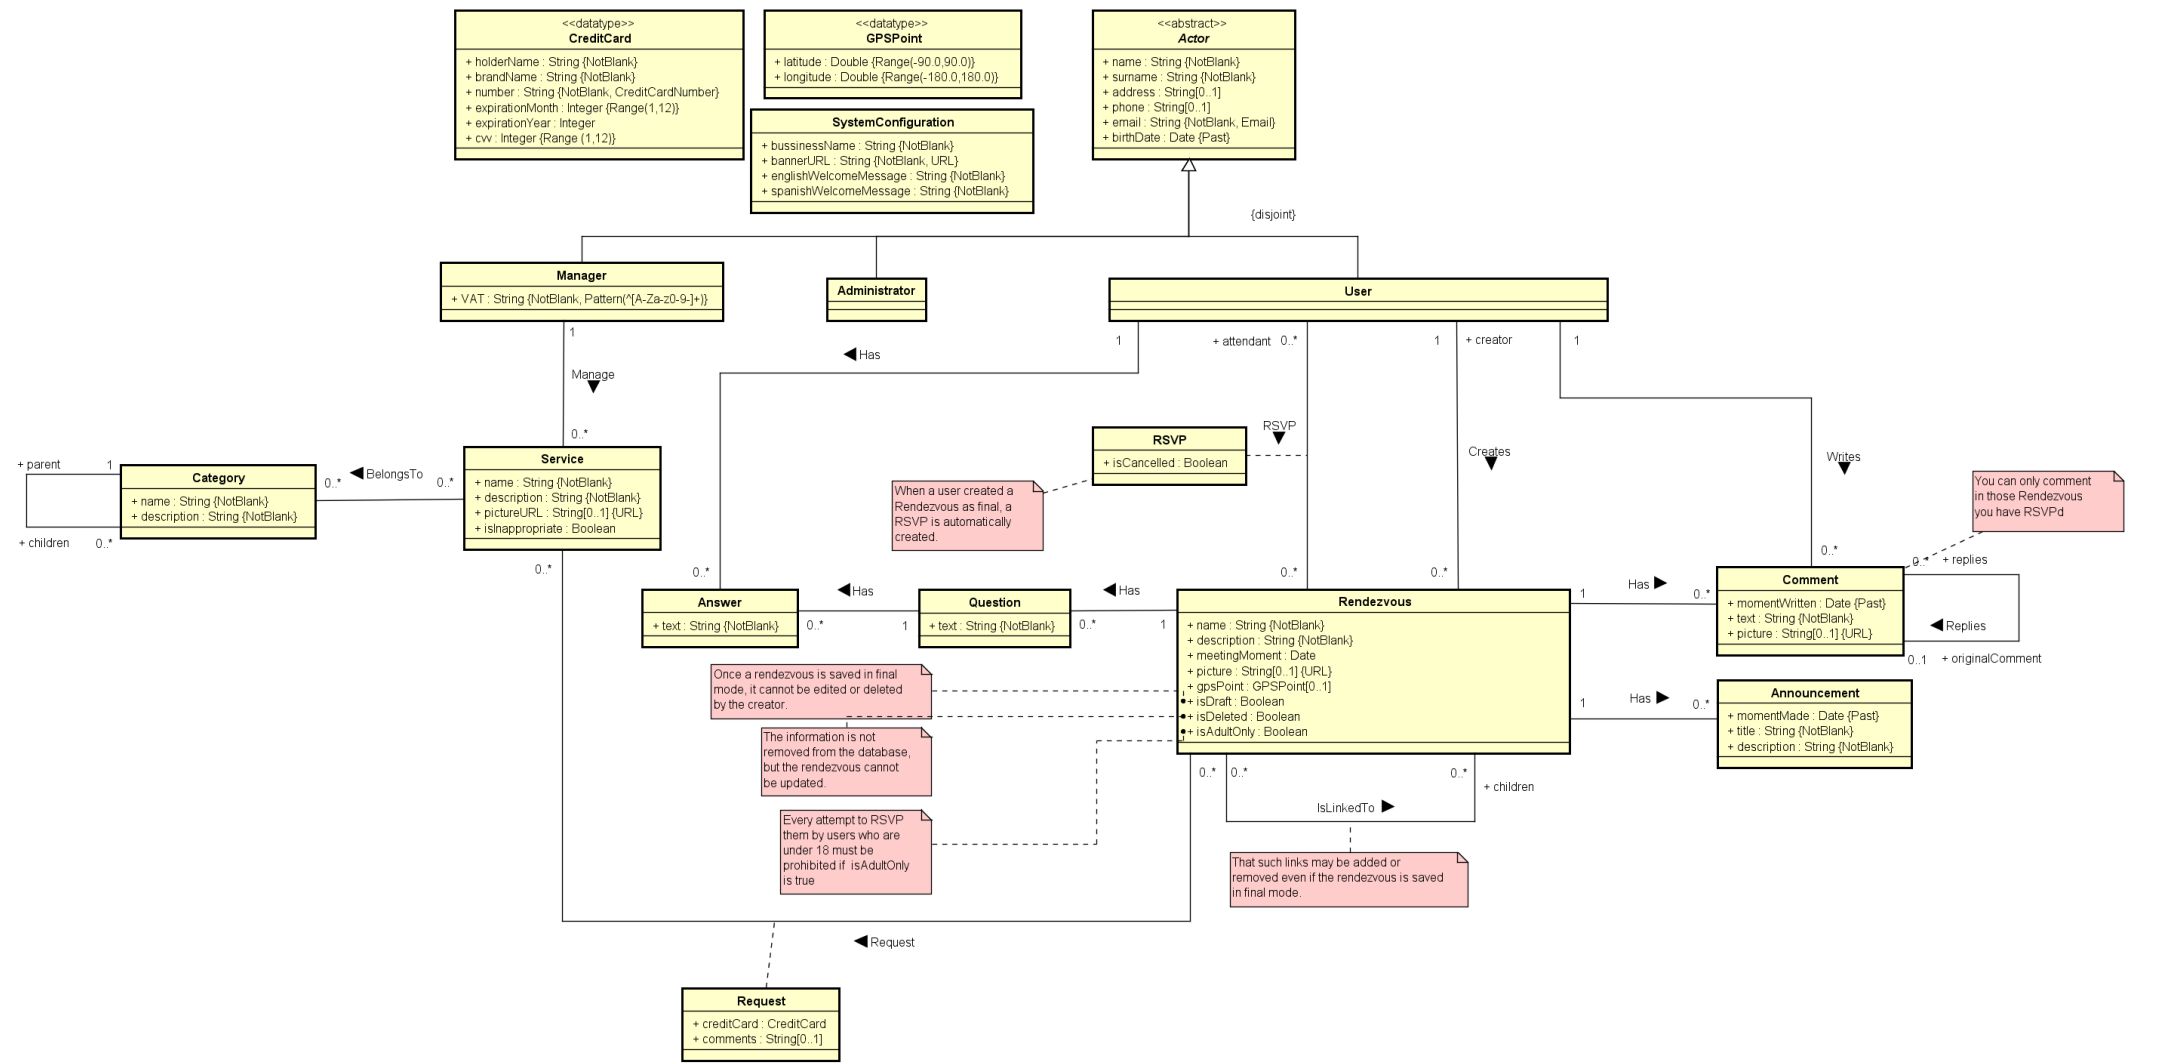 <<datatype>>
CreditCard
+ holderName : String {NotBlank}
+ brandName : String {NotBlank}
+ number : String {NotBlank, CreditCardNumber}
+ expirationMonth : Integer {Range(1,12)}
+ expirationYear : Integer
+ cvv : Integer {Range (1,12)}
<<datatype>>
GPSPoint
+ latitude : Double {Range(-90.0,90.0)}
+ longitude : Double {Range(-180.0,180.0)}
SystemConfiguration
+ bussinessName : String {NotBlank}
+ bannerURL : String {NotBlank, URL}
+ englishWelcomeMessage : String {NotBlank}
+ spanishWelcomeMessage : String {NotBlank}
<<abstract>>
Actor
+ name : String {NotBlank}
+ surname : String {NotBlank}
+ address : String[0..1]
+ phone : String[0..1]
+ email : String {NotBlank, Email}
+ birthDate : Date {Past}
{disjoint}
Manager
+ VAT : String {NotBlank, Pattern(^[A-Za-z0-9-]+)}
Administrator
User
1
Manage
0..*
1
Has
0..*
+ attendant
0..*
RSVP
0..*
1
+ creator
Creates
0..*
1
Writes
0..*
RSVP
+ isCancelled : Boolean
When a user created a
Rendezvous as final, a
RSVP is automatically
created.
You can only comment
in those Rendezvous
you have RSVPd
+ parent
1
+ children
0..*
Category
+ name : String {NotBlank}
+ description : String {NotBlank}
0..*
BelongsTo
0..*
Service
+ name : String {NotBlank}
+ description : String {NotBlank}
+ pictureURL : String[0..1] {URL}
+ isInappropriate : Boolean
0..*
Answer
+ text : String {NotBlank}
Has
0..*
1
Question
+ text : String {NotBlank}
Has
0..*
1
Rendezvous
+ name : String {NotBlank}
+ description : String {NotBlank}
+ meetingMoment : Date
+ picture : String[0..1] {URL}
+ gpsPoint : GPSPoint[0..1]
+ isDraft : Boolean
+ isDeleted : Boolean
+ isAdultOnly : Boolean
1
Has
0..*
Comment
+ momentWritten : Date {Past}
+ text : String {NotBlank}
+ picture : String[0..1] {URL}
0..*
+ replies
Replies
0..1
+ originalComment
1
Has
0..*
Announcement
+ momentMade : Date {Past}
+ title : String {NotBlank}
+ description : String {NotBlank}
Once a rendezvous is saved in final
mode, it cannot be edited or deleted
by the creator.
The information is not
removed from the database,
but the rendezvous cannot
be updated.
Every attempt to RSVP
them by users who are
under 18 must be
prohibited if isAdultOnly
is true
0..*
0..*
0..*
+ children
IsLinkedTo
That such links may be added or
removed even if the rendezvous is saved
in final mode.
Request
Request
+ creditCard : CreditCard
+ comments : String[0..1]